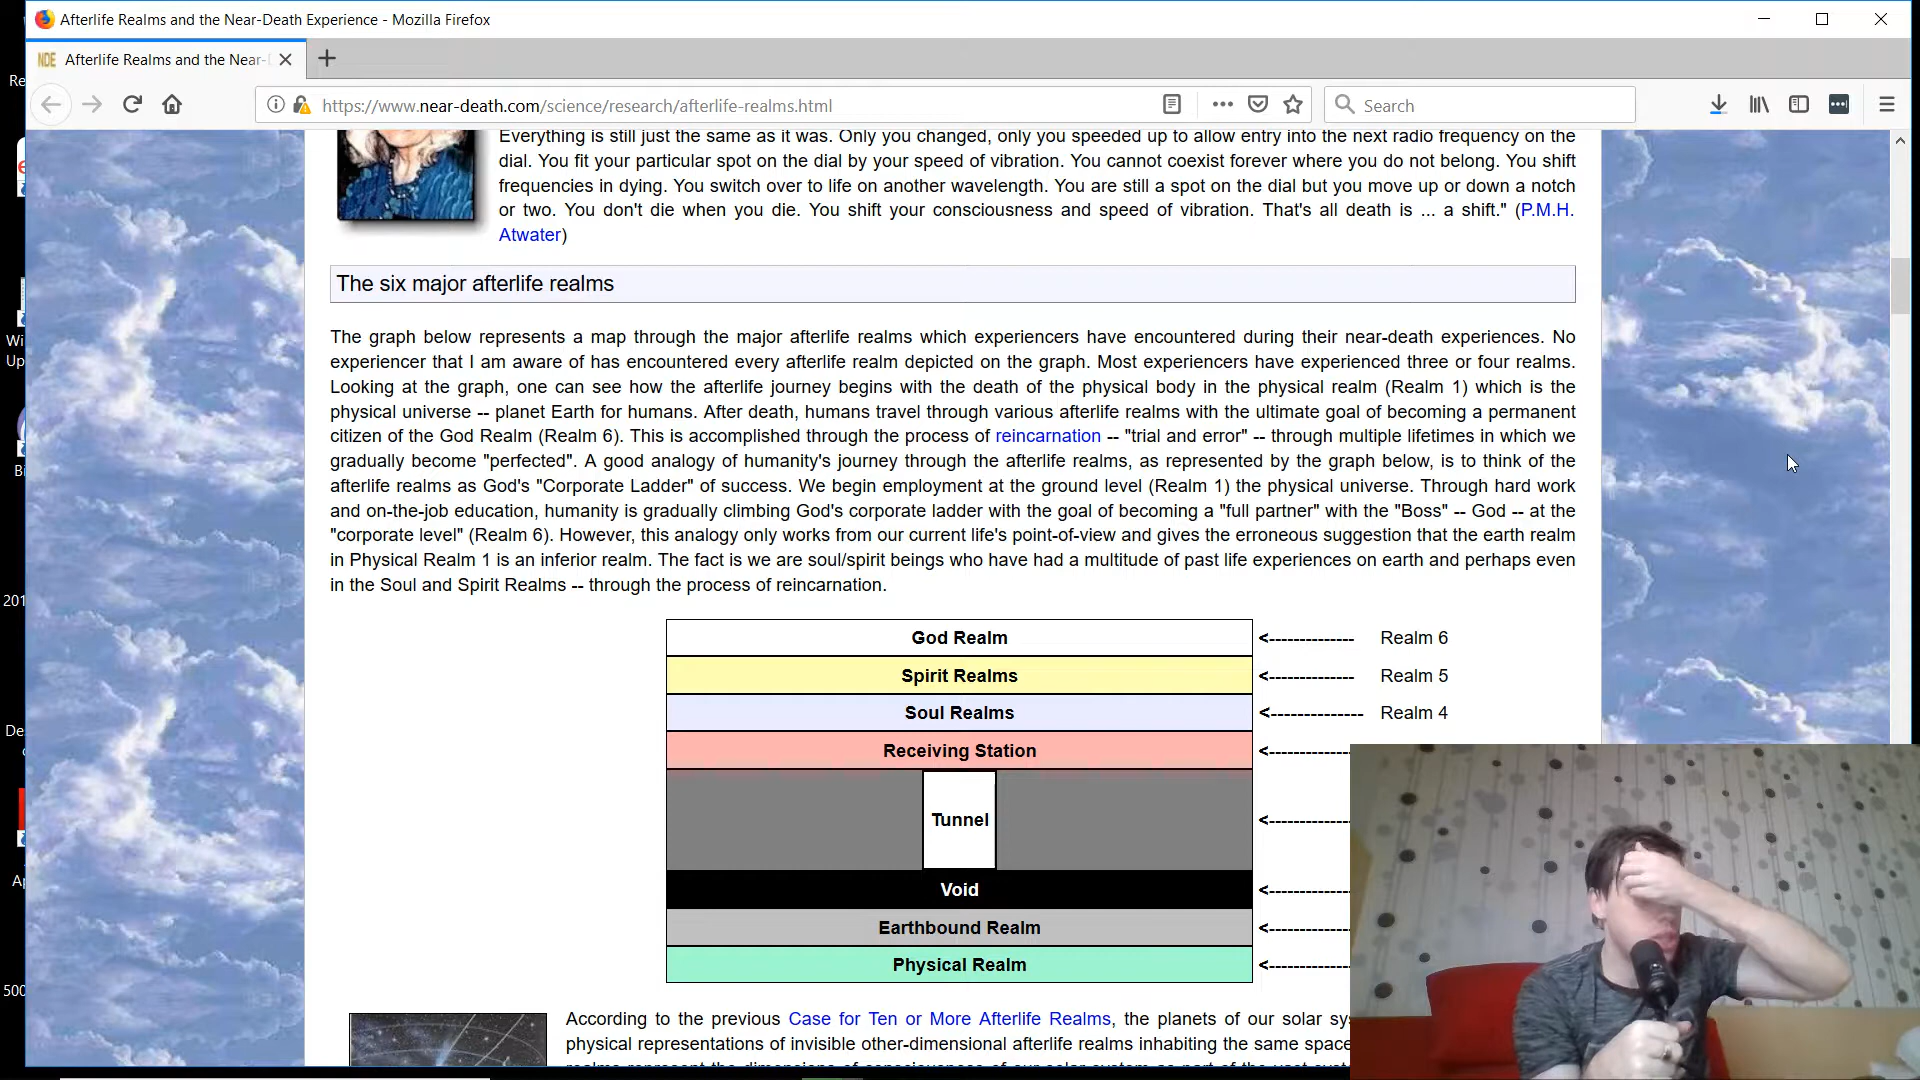 Afterlife Realms and the Near-Death Experience - Mozilla Firefox
NDE Afterlife Realms and the Near-
https://www.near-death.com/science/research/afterlife-realms.html
Search
Everything is still just the same as it was. Only you changed, only you speeded up to allow entry into the next radio frequency on the
dial. You fit your particular spot on the dial by your speed of vibration. You cannot coexist forever where you do not belong. You shift
frequencies in dying. You switch over to life on another wavelength. You are still a spot on the dial but you move up or down a notch
or two. You don't die when you die. You shift your consciousness and speed of vibration. That's all death is ... a shift." (P.M.H.
Atwater)
The six major afterlife realms
The graph below represents a map through the major afterlife realms which experiencers have encountered during their near-death experiences. No
experiencer that I am aware of has encountered every afterlife realm depicted on the graph. Most experiencers have experienced three or four realms.
Looking at the graph, one can see how the afterlife journey begins with the death of the physical body in the physical realm (Realm 1) which is the
physical universe -- planet Earth for humans. After death, humans travel through various afterlife realms with the ultimate goal of becoming a permanent
citizen of the God Realm (Realm 6). This is accomplished through the process of reincarnation -- "trial and error" -- through multiple lifetimes in which we
gradually become "perfected". A good analogy of humanity's journey through the afterlife realms, as represented by the graph below, is to think of the
afterlife realms as God's "Corporate Ladder" of success. We begin employment at the ground level (Realm 1) the physical universe. Through hard work
and on-the-job education, humanity is gradually climbing God's corporate ladder with the goal of becoming a "full partner" with the "Boss" -- God -- at the
"corporate level" (Realm 6). However, this analogy only works from our current life's point-of-view and gives the erroneous suggestion that the earth realm
in Physical Realm 1 is an inferior realm. The fact is we are soul/spirit beings who have had a multitude of past life experiences on earth and perhaps even
in the Soul and Spirit Realms -- through the process of reincarnation.
God Realm <-------------- Realm 6
Spirit Realms <-------------- Realm 5
Soul Realms <--------------- Realm 4
Receiving Station
Tunnel
Void
Earthbound Realm
Physical Realm
According to the previous Case for Ten or More Afterlife Realms, the planets of our solar sy
physical representations of invisible other-dimensional afterlife realms inhabiting the same space
Re
Wi
Up
Bi
201
De
c
Ap
500